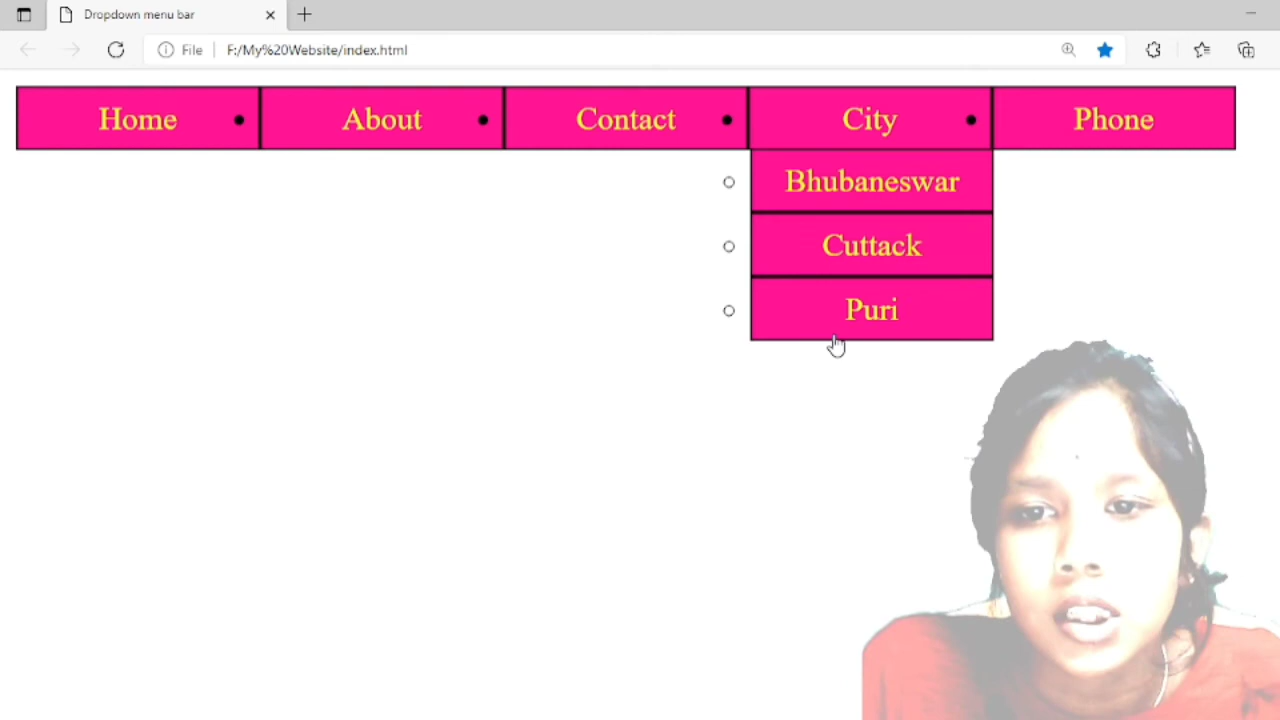 Dropdown menu bar
File
F:/My%20Website/index.html
Home
About
Contact
City
Phone
Bhubaneswar
Cuttack
Puri